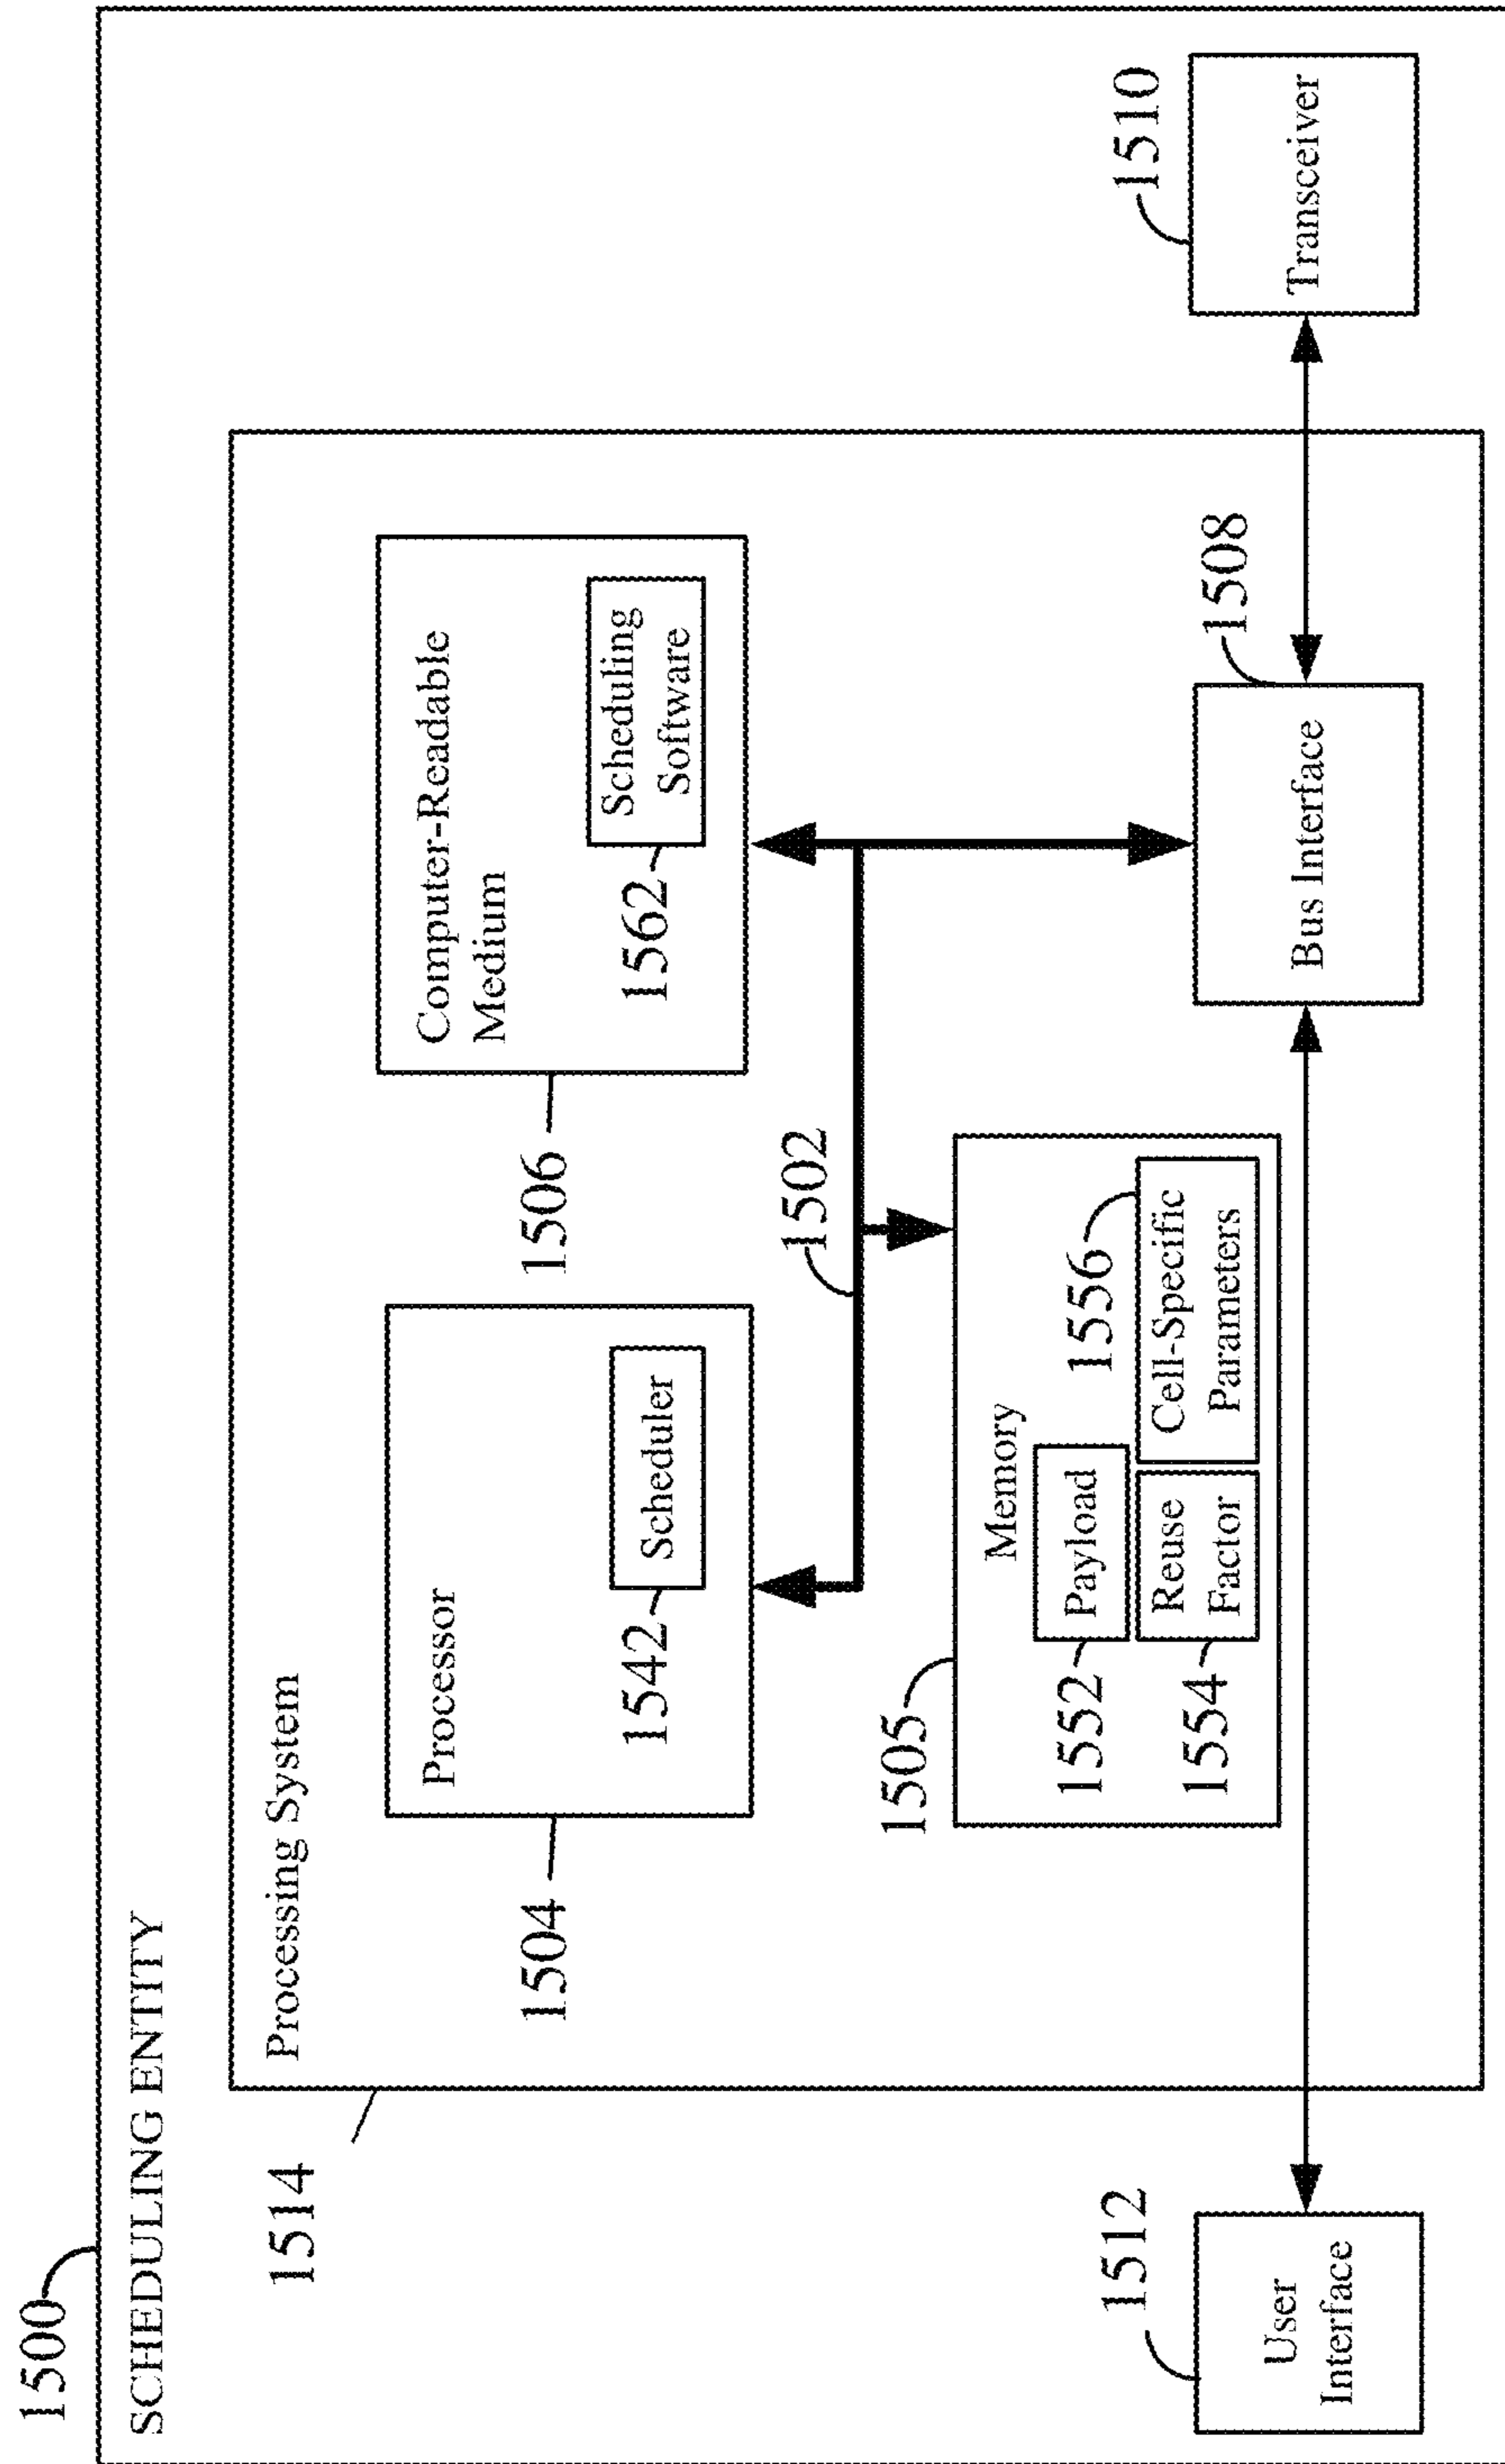 1500
SCHEDULING ENTITY
1514
Processing System
1504
Processor
1542
Scheduler
1506
Computer-Readable
Medium
1562
Scheduling
Software
1502
1505
Memory
1552
Payload
1554
Reuse
Factor
1556
Cell-Specific
Parameters
1508
Bus Interface
1512
User
Interface
1510
Transceiver